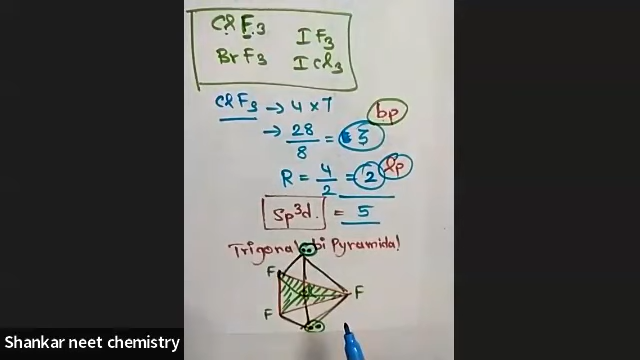 ClF3 IF3
BrF3 ICl3
ClF3 → 4 × 7
→ 28/8 = 3 bp
R = 4/2 = 2 lp
Sp³d. = 5
Trigonal bi Pyramidal
F
F
F
Shankar neet chemistry